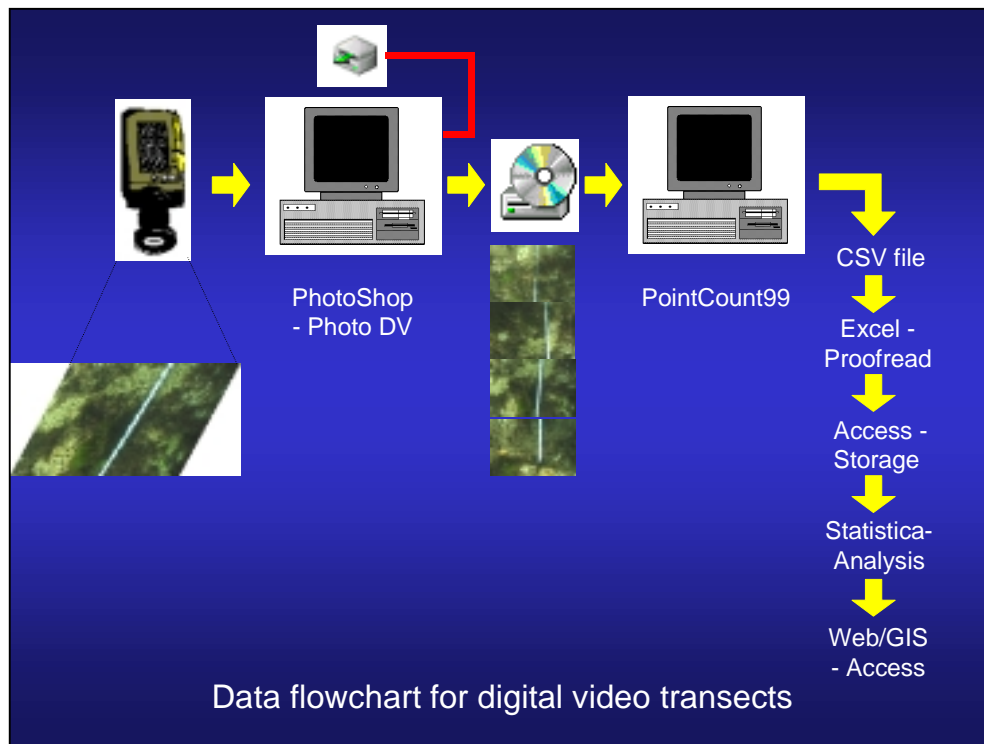 PhotoShop
- Photo DV
PointCount99
CSV file
Excel -
Proofread
Access -
Storage
Statistica-
Analysis
Web/GIS
- Access
Data flowchart for digital video transects